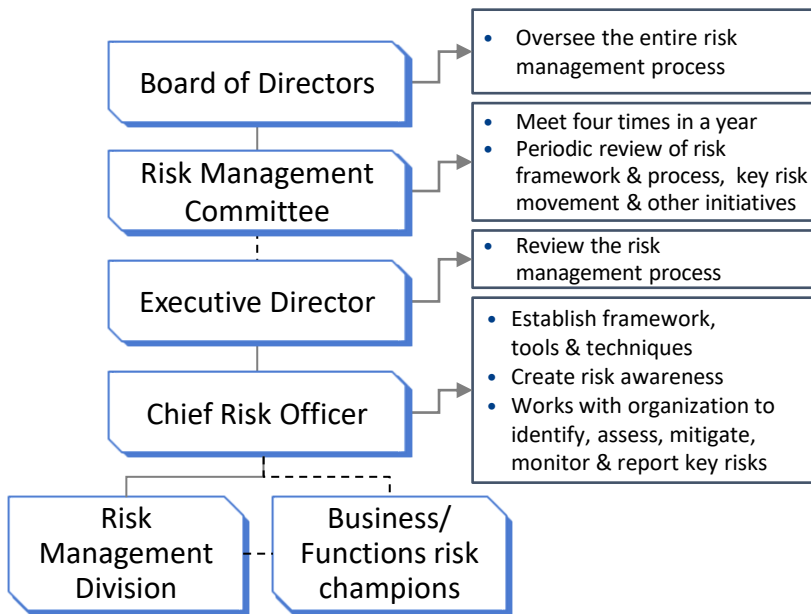 Board of Directors
• Oversee the entire risk
management process
Risk Management
Committee
• Meet four times in a year
• Periodic review of risk
framework & process, key risk
movement & other initiatives
Executive Director
• Review the risk
management process
Chief Risk Officer
• Establish framework,
tools & techniques
• Create risk awareness
• Works with organization to
identify, assess, mitigate,
monitor & report key risks
Risk
Management
Division
Business/
Functions risk
champions